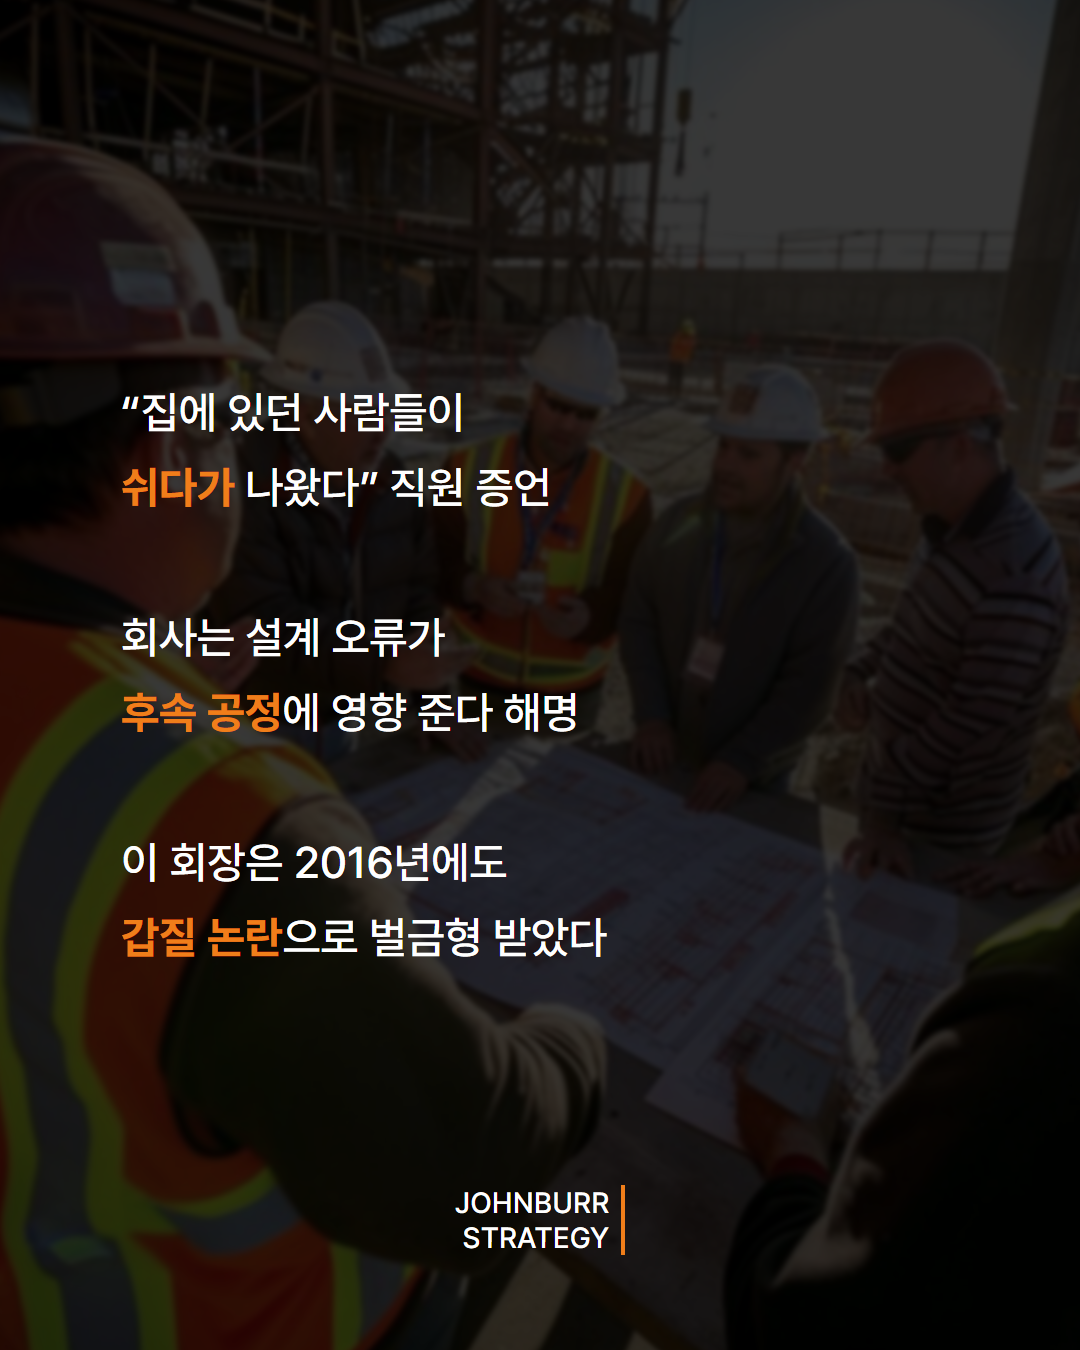 “집에 있던 사람들이
쉬다가 나왔다” 직원 증언
회사는 설계 오류가
후속 공정에 영향 준다 해명
이 회장은 2016년에도
갑질 논란으로 벌금형 받았다
JOHNBURR
STRATEGY